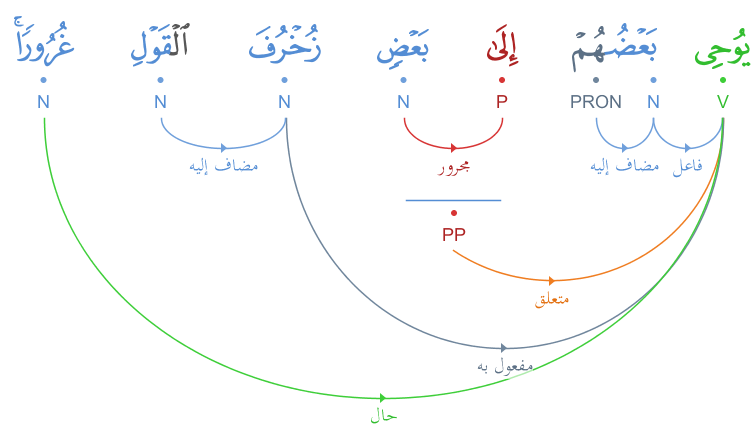 يُوحِى بَعْضُهُمْ إِلَىٰ بَعْضٍ زُخْرُفَ ٱلْقَوْلِ غُرُورًا ۚ
V N PRON P N N N N
فاعل مضاف إليه مجرور مضاف إليه
PP
متعلق
مفعول به
حال